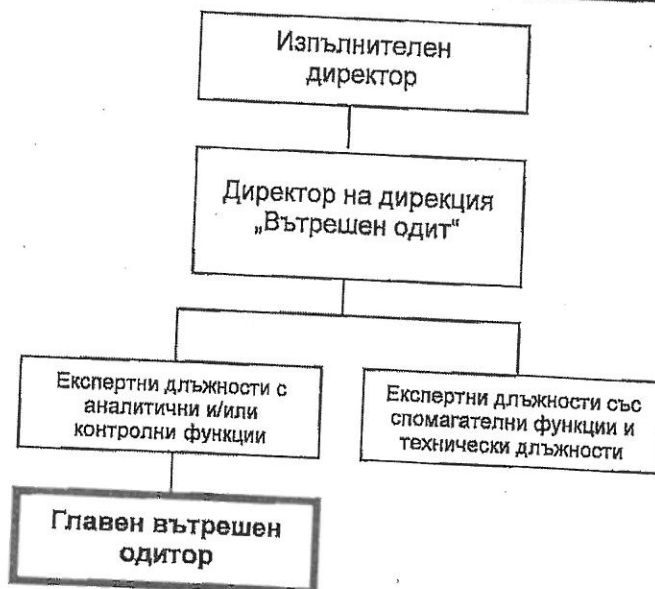 Изпълнителен
директор
Директор на дирекция
„Вътрешен одит“
Експертни длъжности с
аналитични и/или
контролни функции
Експертни длъжности със
спомагателни функции и
технически длъжности
Главен вътрешен
одитор